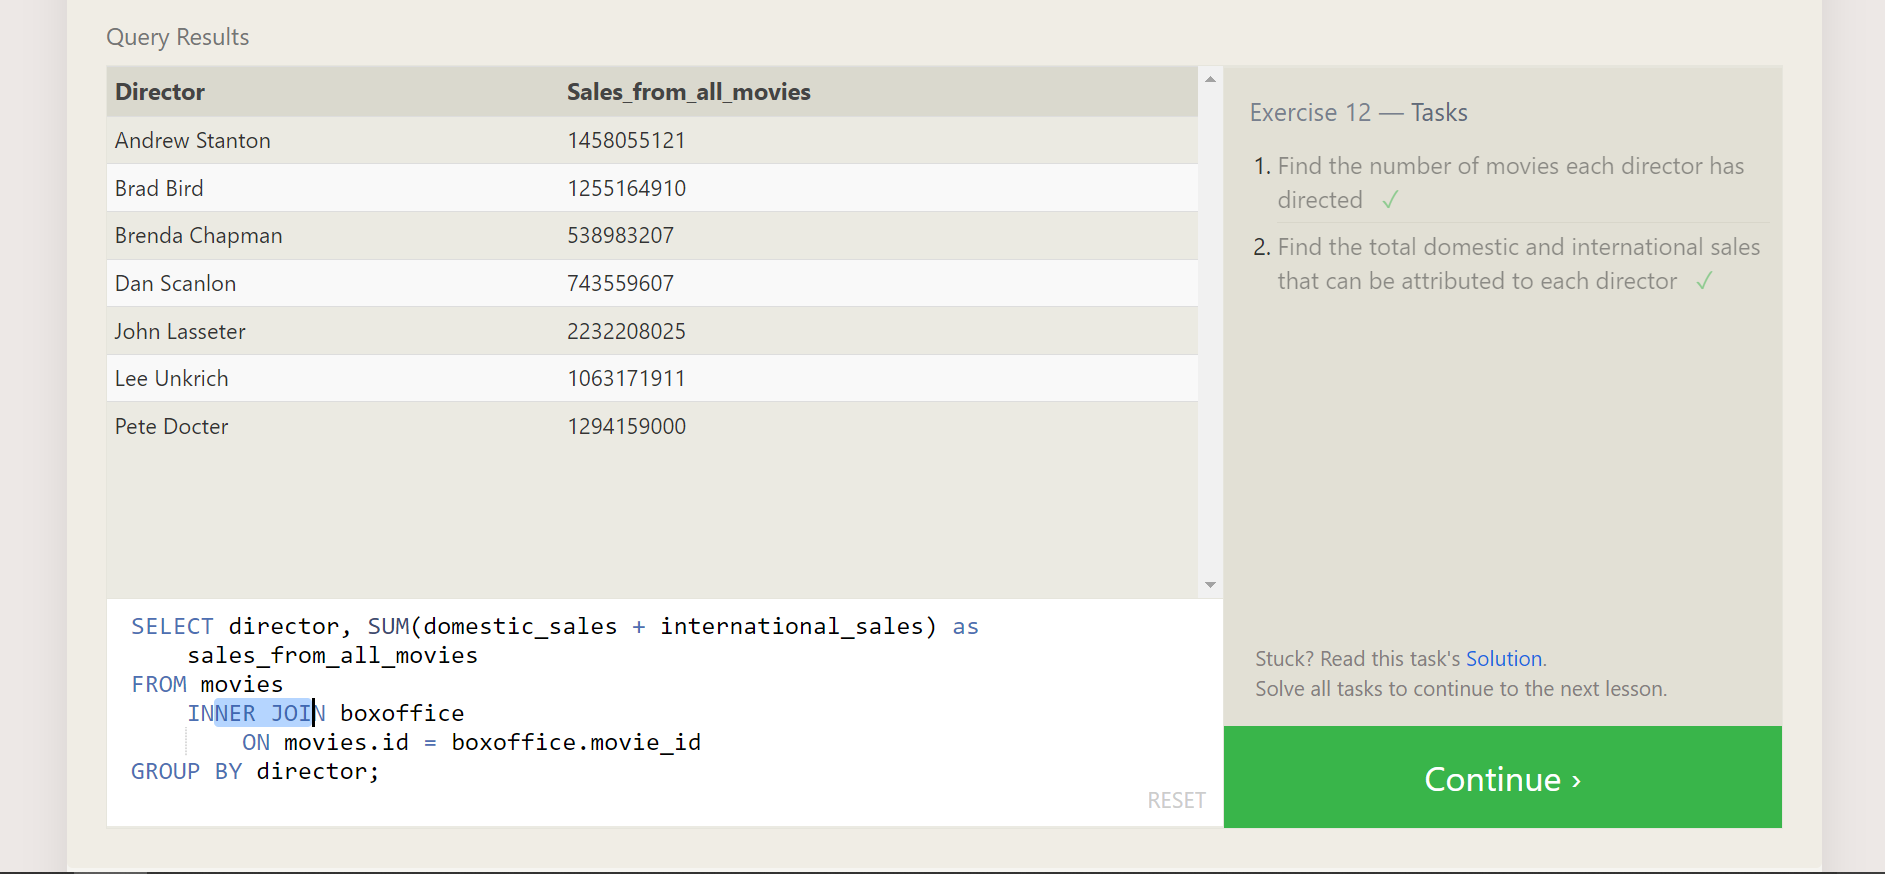 Query Results
Director Sales_from_all_movies
Andrew Stanton 1458055121
Brad Bird 1255164910
Brenda Chapman 538983207
Dan Scanlon 743559607
John Lasseter 2232208025
Lee Unkrich 1063171911
Pete Docter 1294159000
SELECT director, SUM(domestic_sales + international_sales) as
sales_from_all_movies
FROM movies
INNER JOIN boxoffice
ON movies.id = boxoffice.movie_id
GROUP BY director;
RESET
Exercise 12 — Tasks
1. Find the number of movies each director has
directed ✓
2. Find the total domestic and international sales
that can be attributed to each director ✓
Stuck? Read this task's Solution.
Solve all tasks to continue to the next lesson.
Continue ›